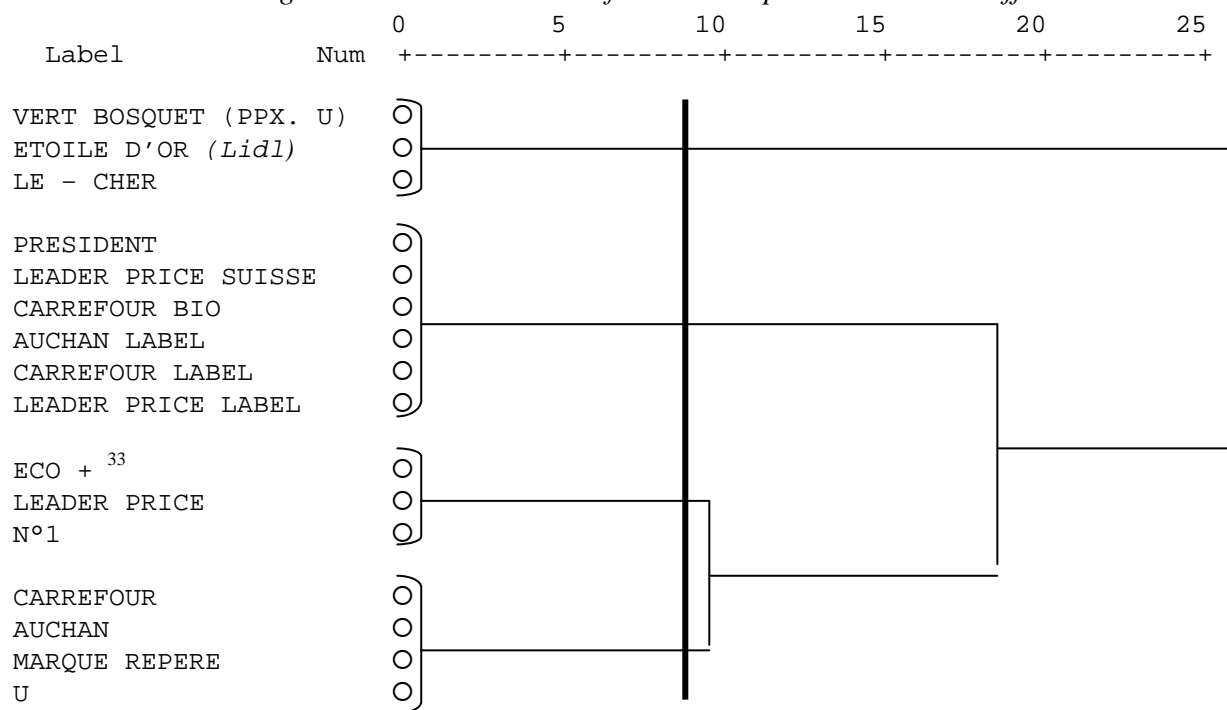 0 5 10 15 20 25
Label Num +---------+---------+---------+---------+---------+
VERT BOSQUET (PPX. U)
ETOILE D'OR (Lidl)
LE – CHER
PRESIDENT
LEADER PRICE SUISSE
CARREFOUR BIO
AUCHAN LABEL
CARREFOUR LABEL
LEADER PRICE LABEL
ECO + 33
LEADER PRICE
N°1
CARREFOUR
AUCHAN
MARQUE REPERE
U